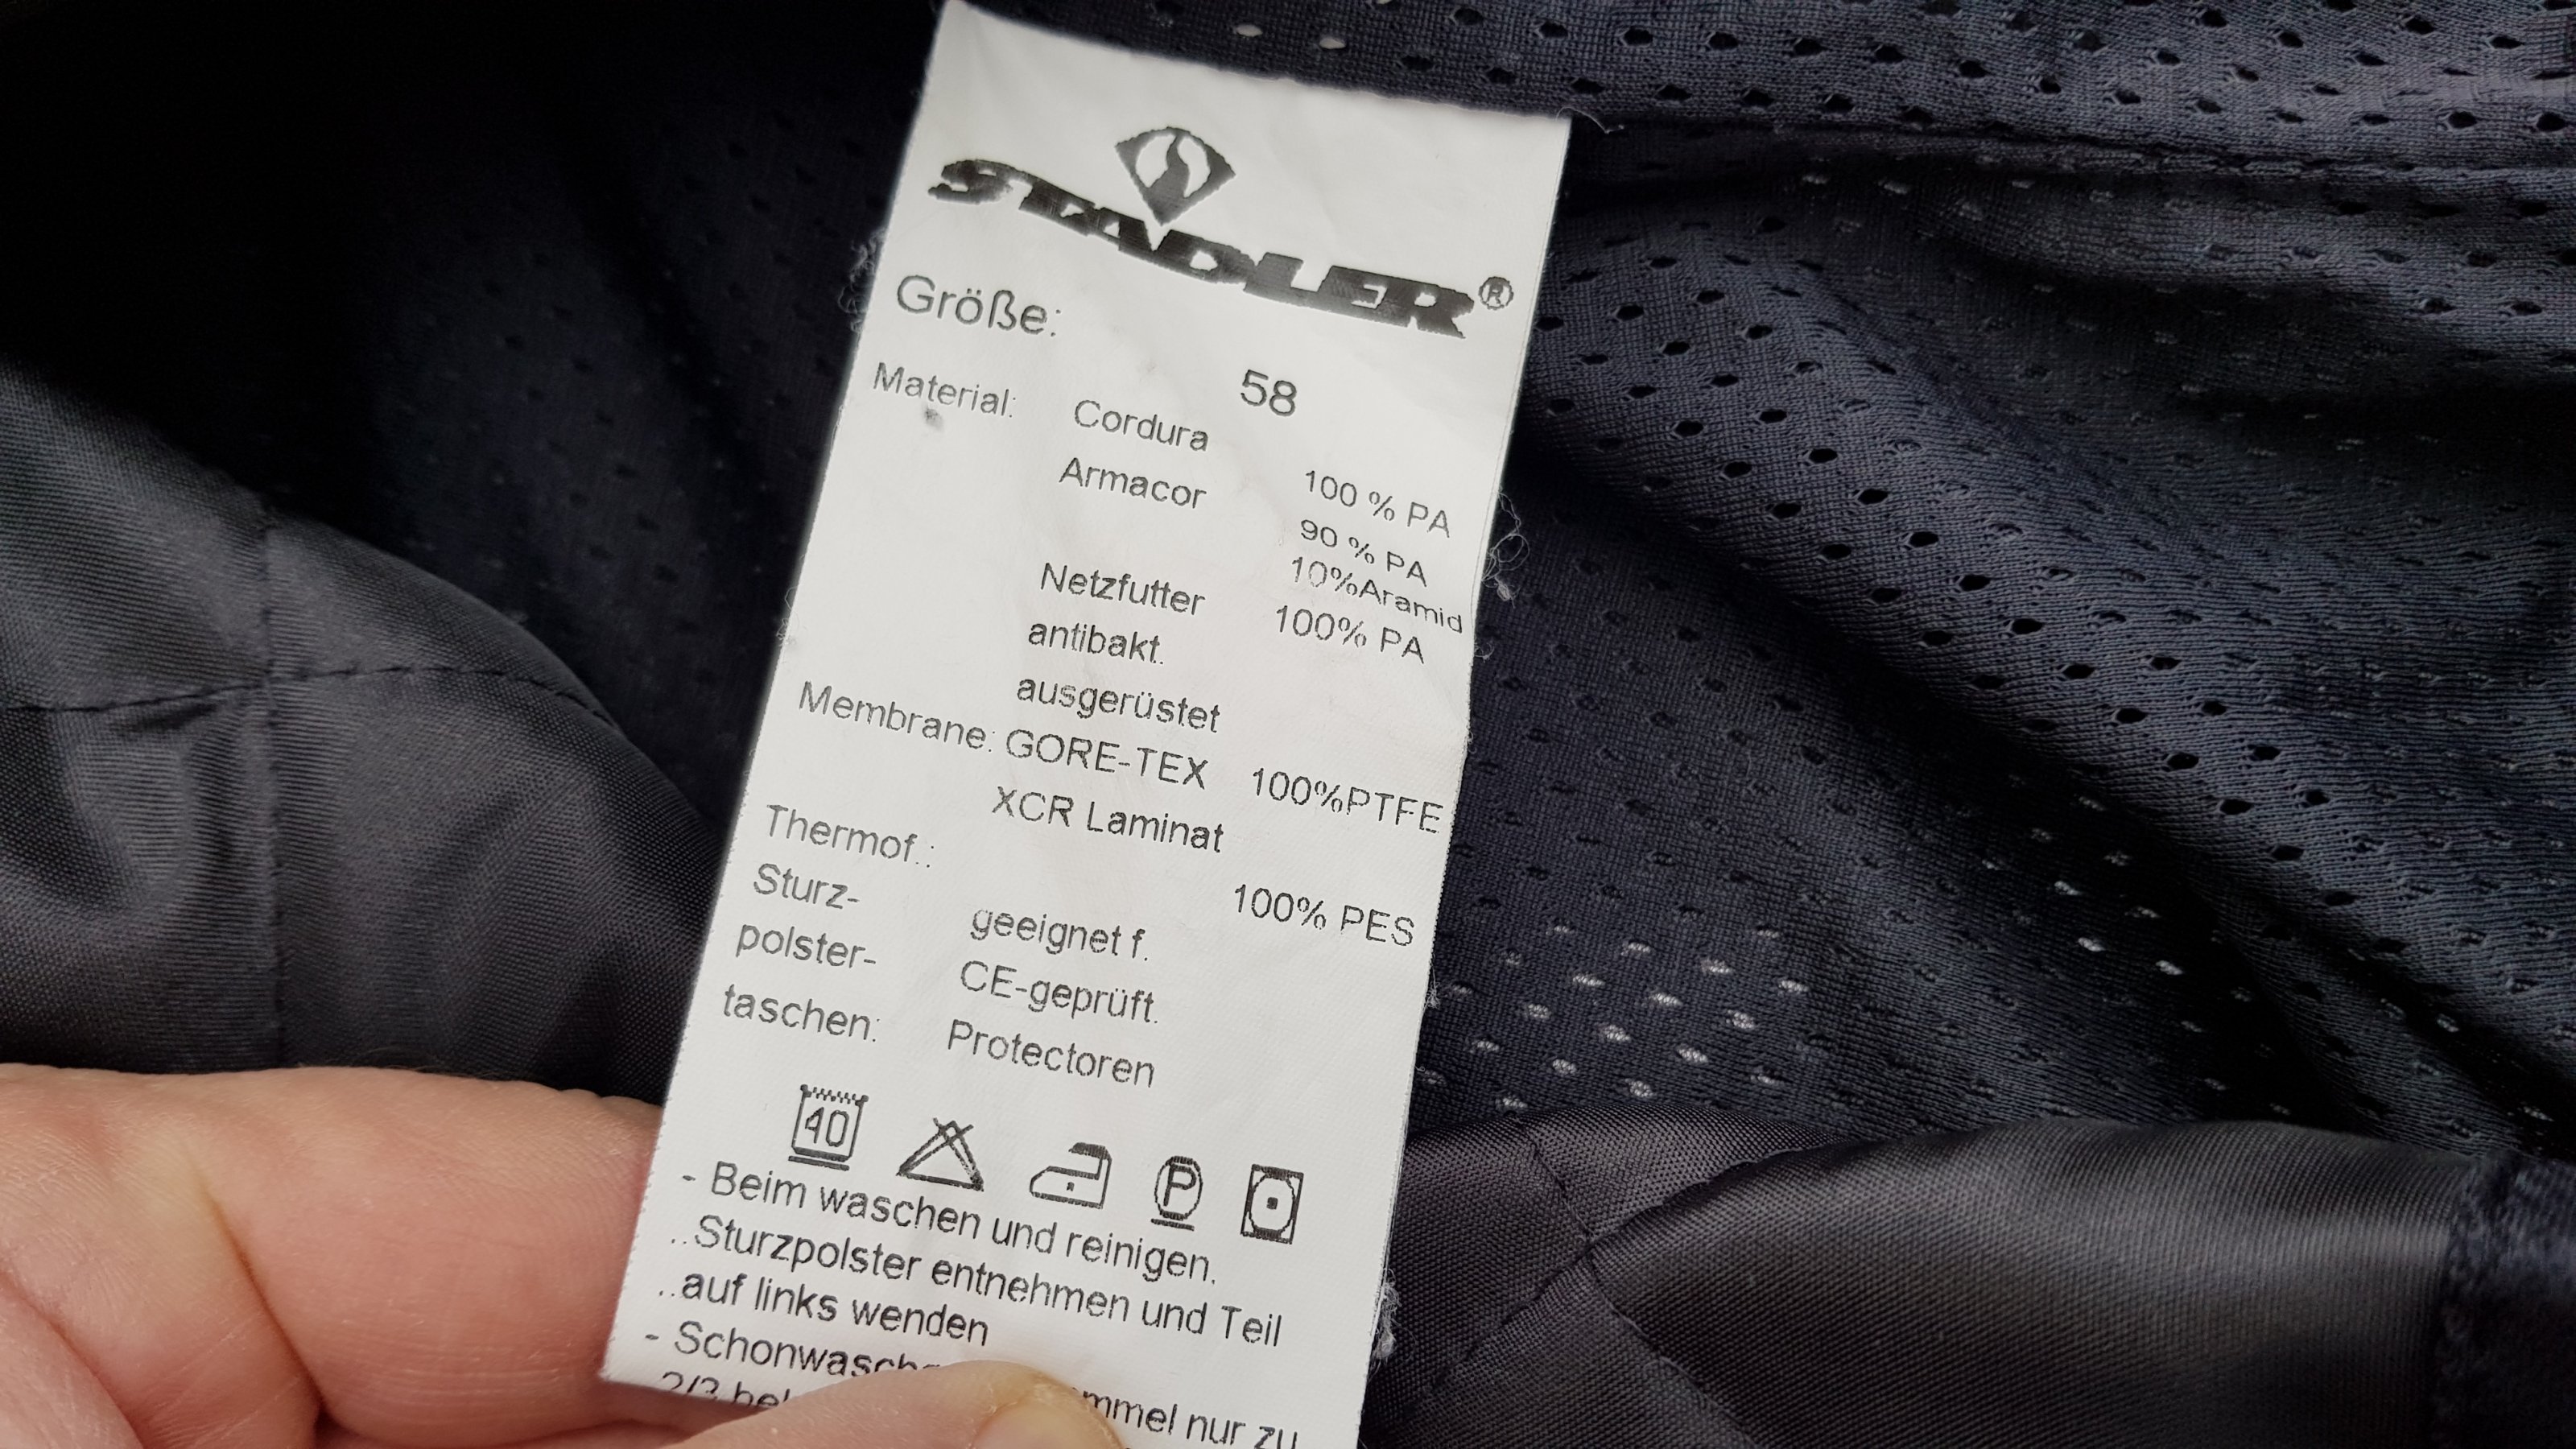 STADLER®
Größe: 58
Material: Cordura 100 % PA
Armacor 90 % PA
10%Aramid
Netzfutter 100% PA
antibakt.
ausgerüstet
Membrane: GORE-TEX 100%PTFE
XCR Laminat
Thermof.: 100% PES
Sturz- geeignet f.
polster- CE-geprüft.
taschen: Protectoren
40 P
- Beim waschen und reinigen.
..Sturzpolster entnehmen und Teil
..auf links wenden
- 
2/3 nur zu